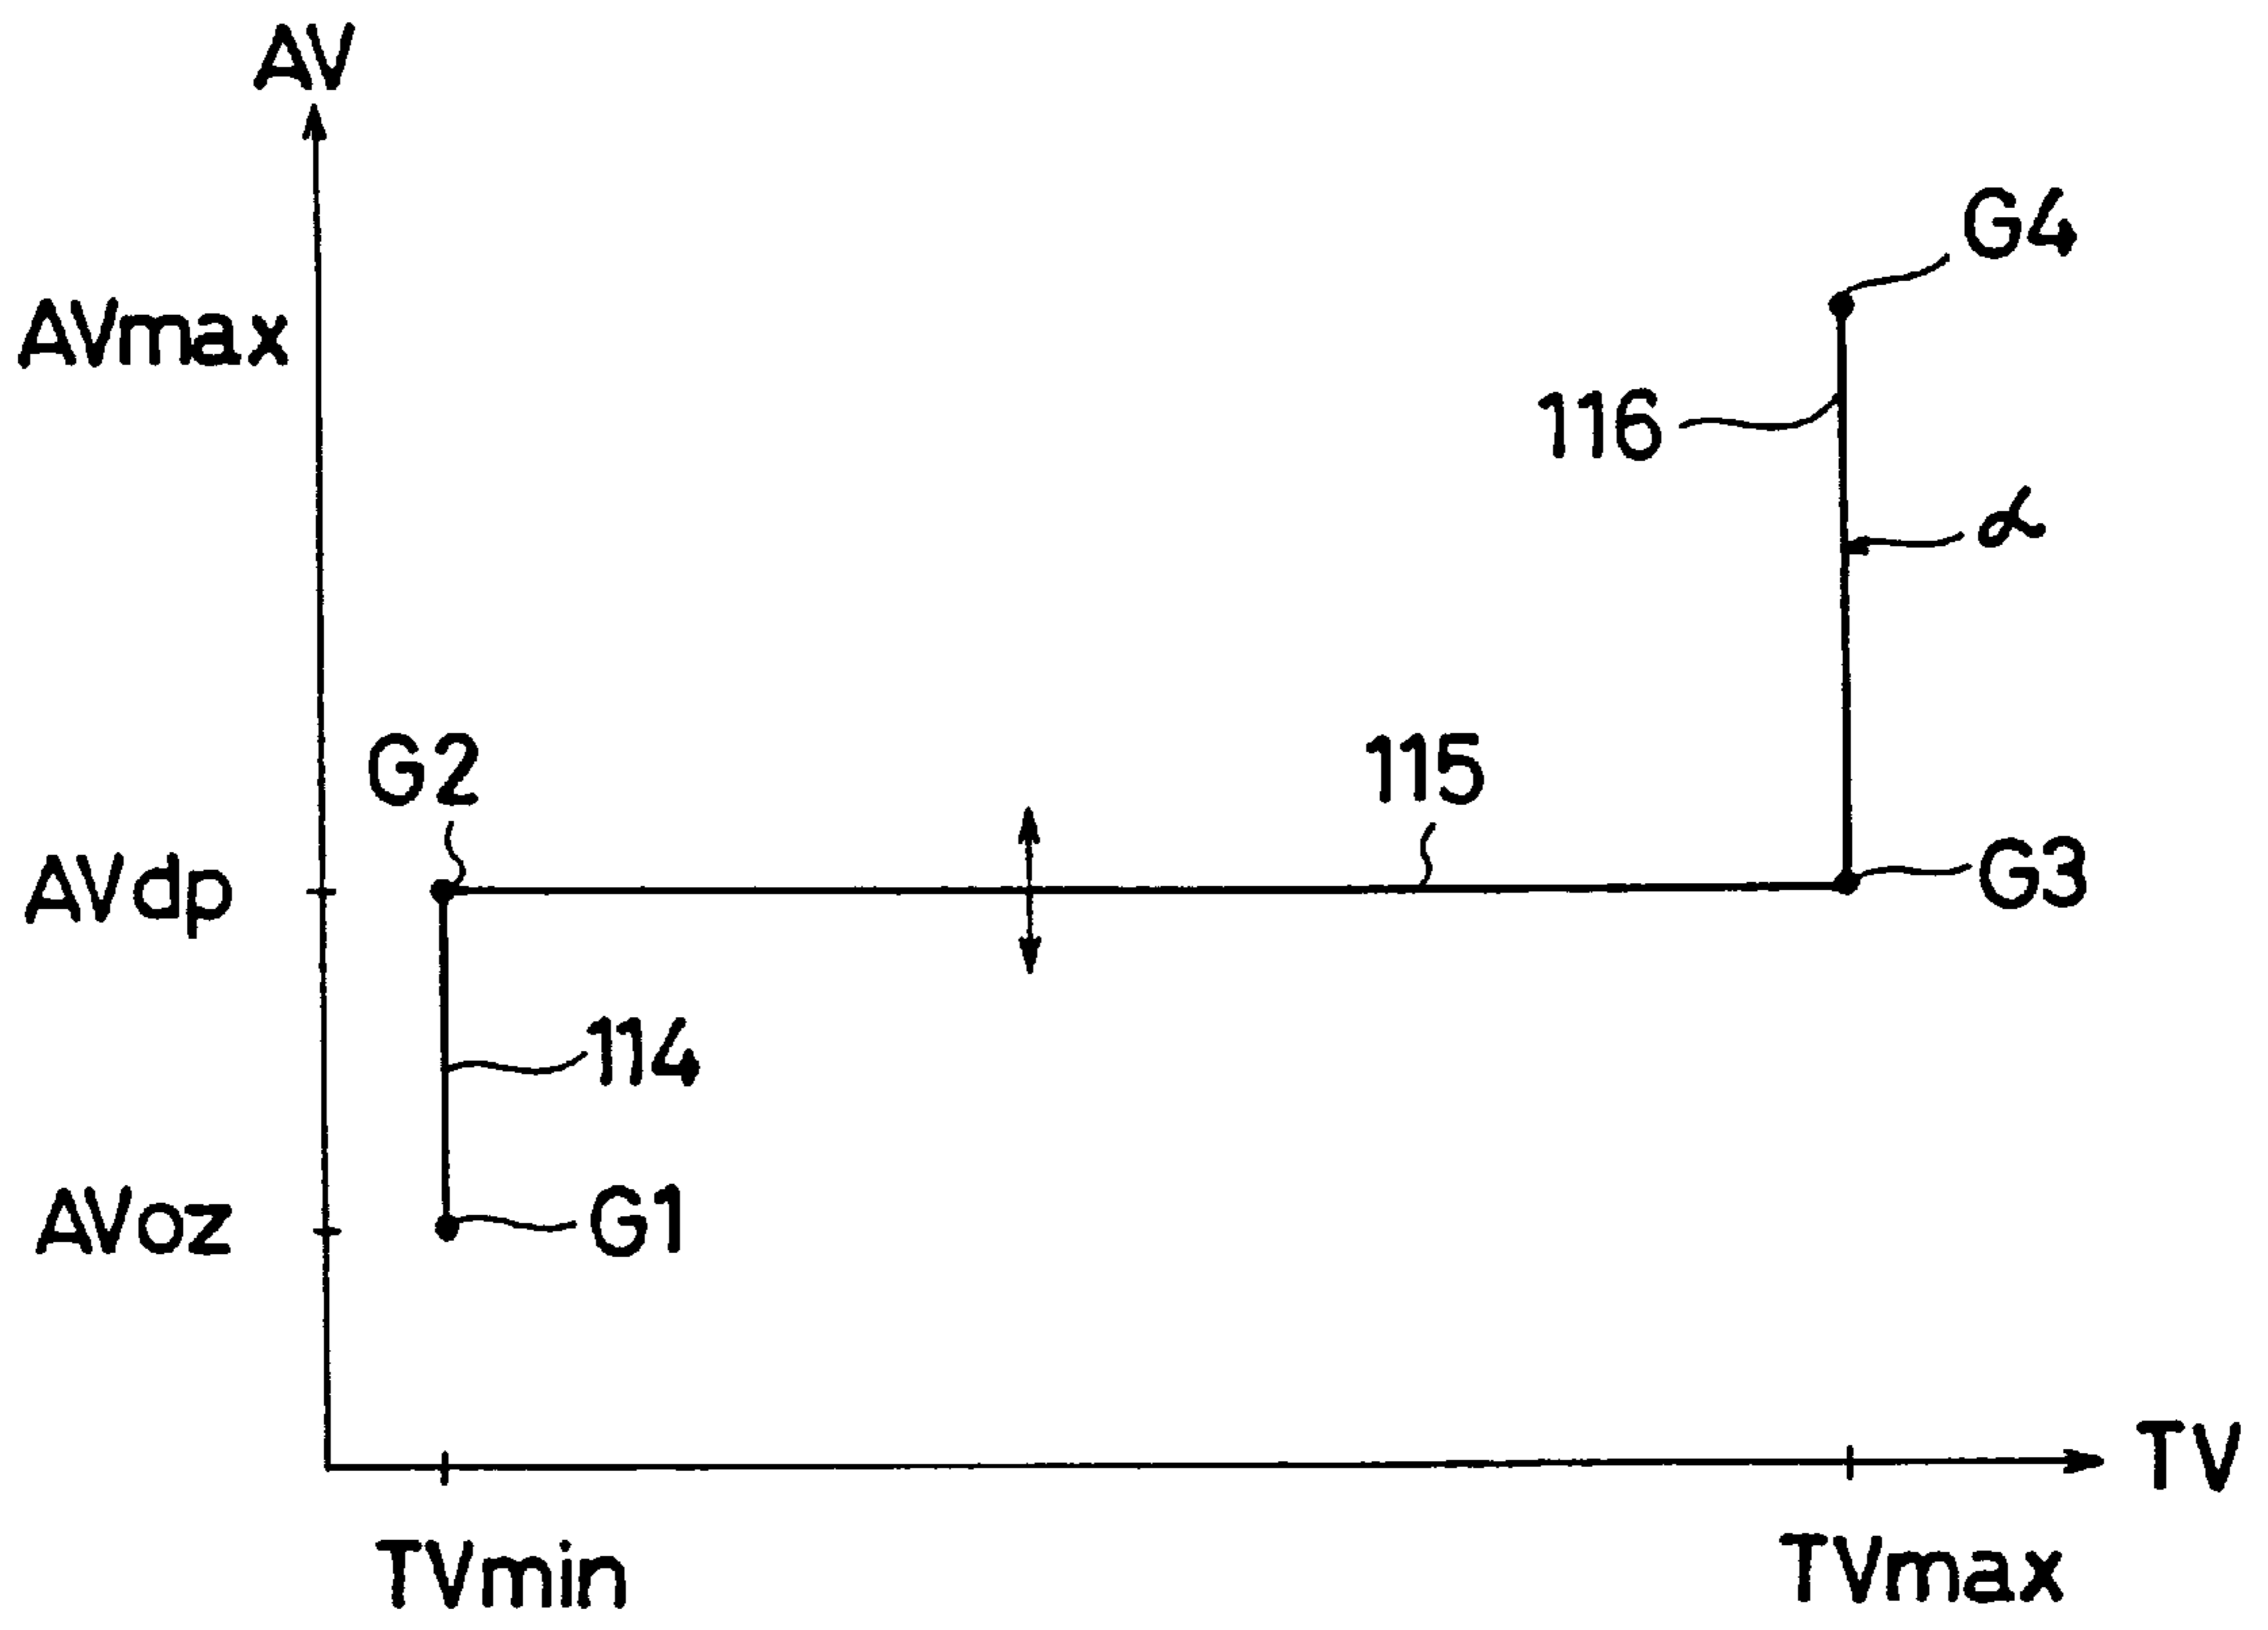 AV
G4
AVmax
116
α
G2
115
AVdp
G3
114
AVoz
G1
TV
TVmin
TVmax